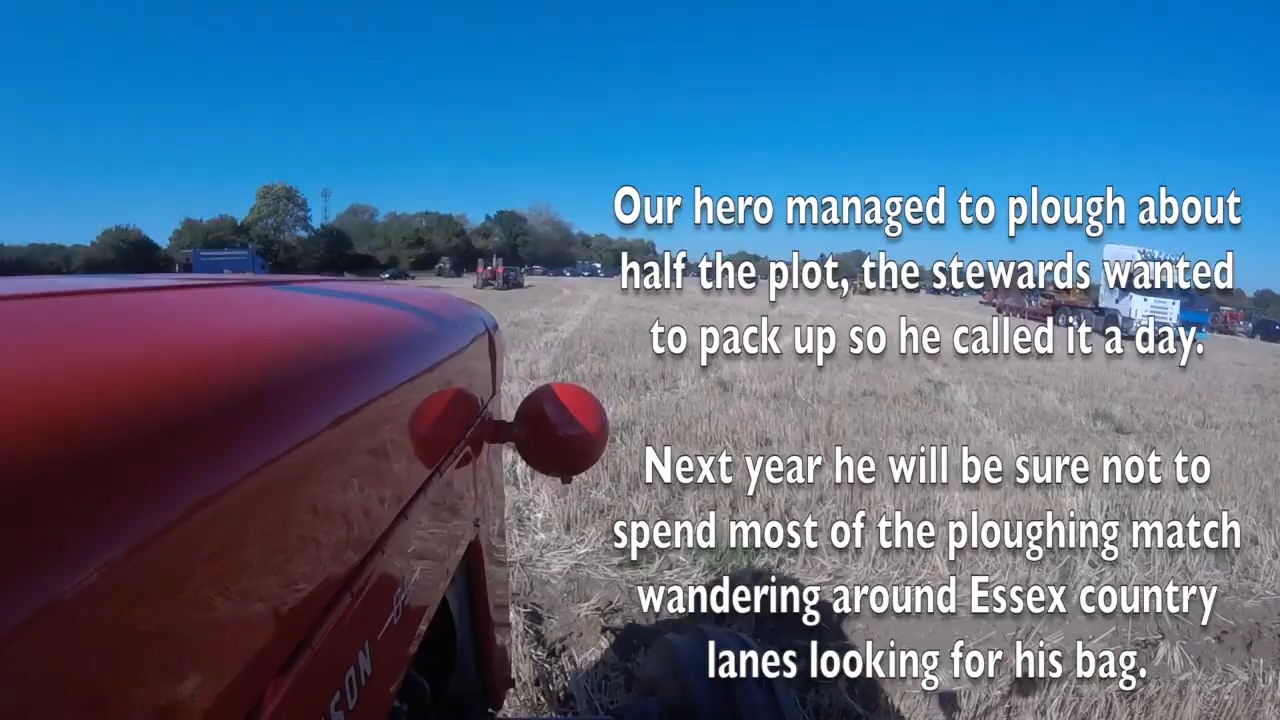 Our hero managed to plough about
half the plot, the stewards wanted
to pack up so he called it a day.
Next year he will be sure not to
spend most of the ploughing match
wandering around Essex country
lanes looking for his bag.